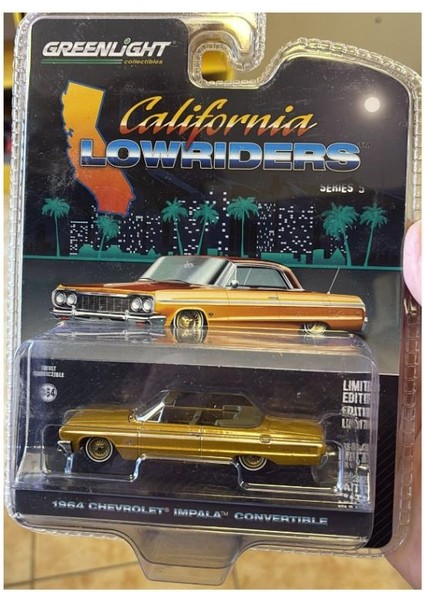 GREENLIGHT
collectibles
California
LOWRIDERS
SERIES 5
LIMITED
EDITION
1964 CHEVROLET® IMPALA™ CONVERTIBLE